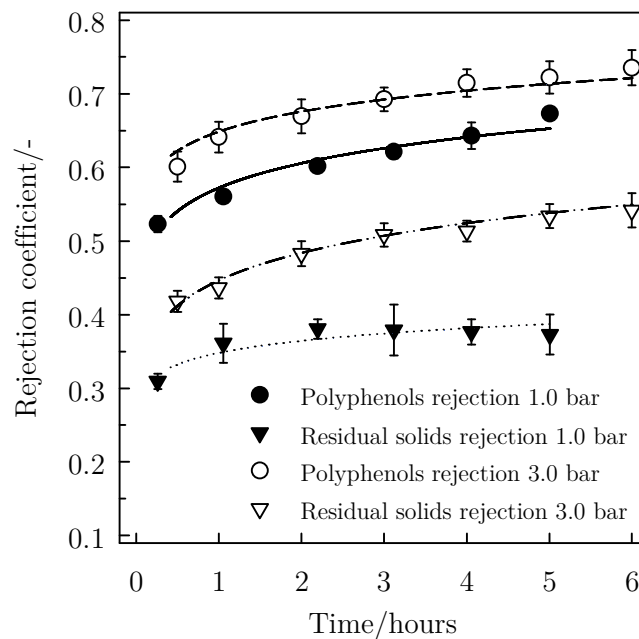 0.8
0.7
0.6
0.5
0.4
0.3
0.2
0.1
Rejection coefficient/-
Polyphenols rejection 1.0 bar
Residual solids rejection 1.0 bar
Polyphenols rejection 3.0 bar
Residual solids rejection 3.0 bar
0 1 2 3 4 5 6
Time/hours